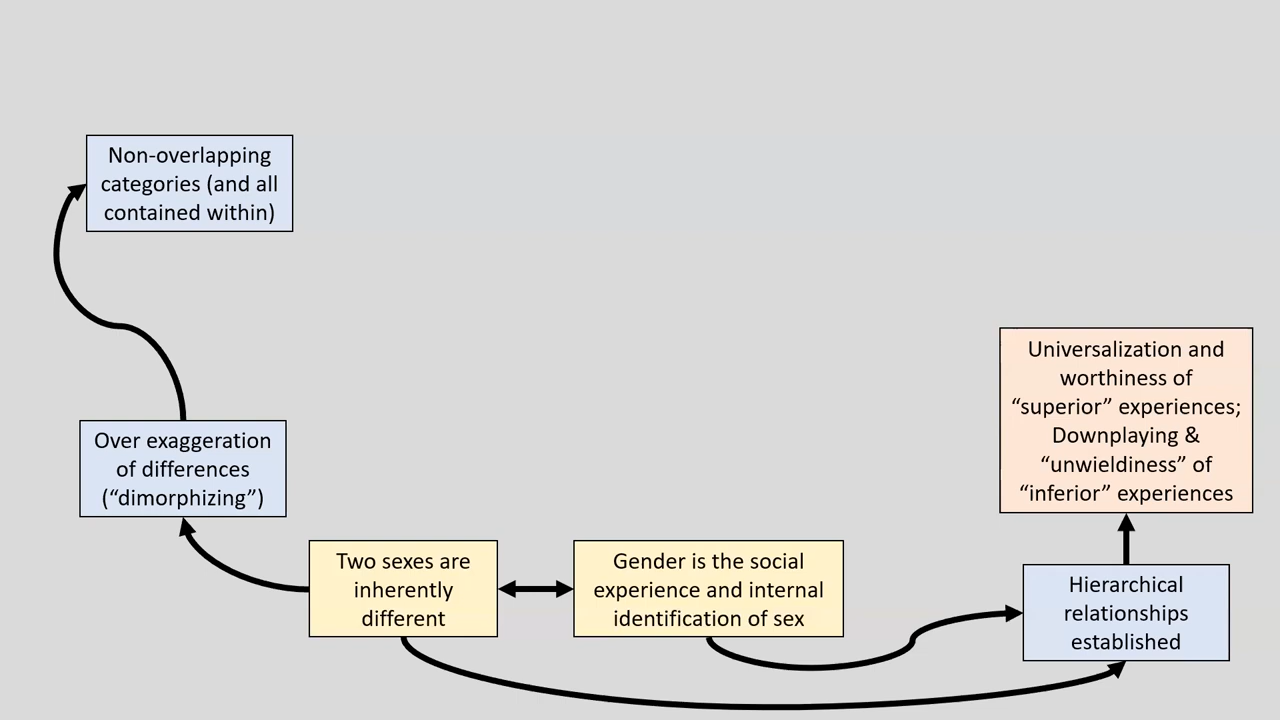 Non-overlapping
categories (and all
contained within)
Universalization and
worthiness of
“superior” experiences;
Downplaying &
“unwieldiness” of
“inferior” experiences
Over exaggeration
of differences
(“dimorphizing”)
Two sexes are
inherently
different
Gender is the social
experience and internal
identification of sex
Hierarchical
relationships
established